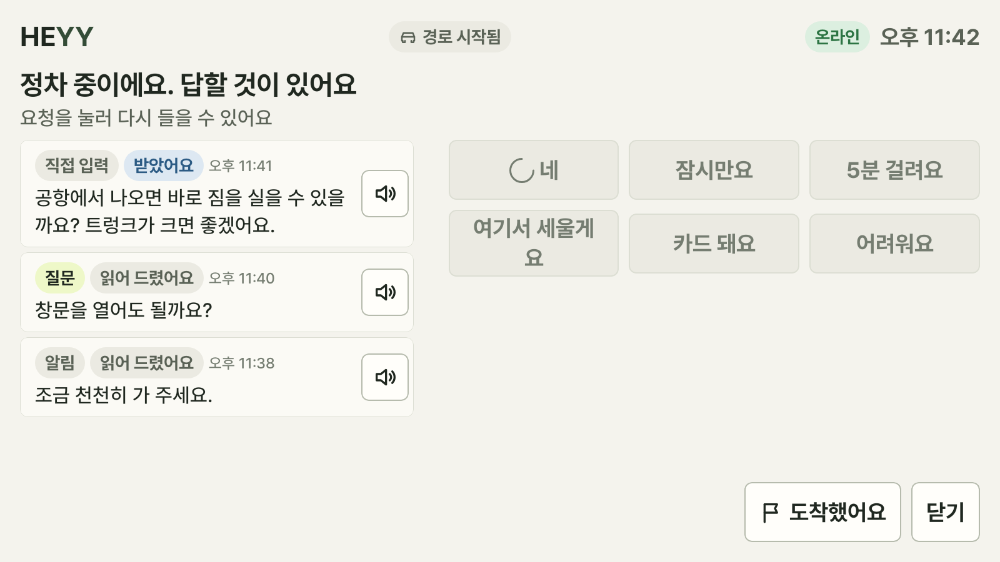 HEYY
경로 시작됨
온라인 오후 11:42
정차 중이에요. 답할 것이 있어요
요청을 눌러 다시 들을 수 있어요
직접 입력 받았어요 오후 11:41
공항에서 나오면 바로 짐을 실을 수 있을
까요? 트렁크가 크면 좋겠어요.
질문 읽어 드렸어요 오후 11:40
창문을 열어도 될까요?
알림 읽어 드렸어요 오후 11:38
조금 천천히 가 주세요.
네
잠시만요
5분 걸려요
여기서 세울게
요
카드 돼요
어려워요
도착했어요
닫기